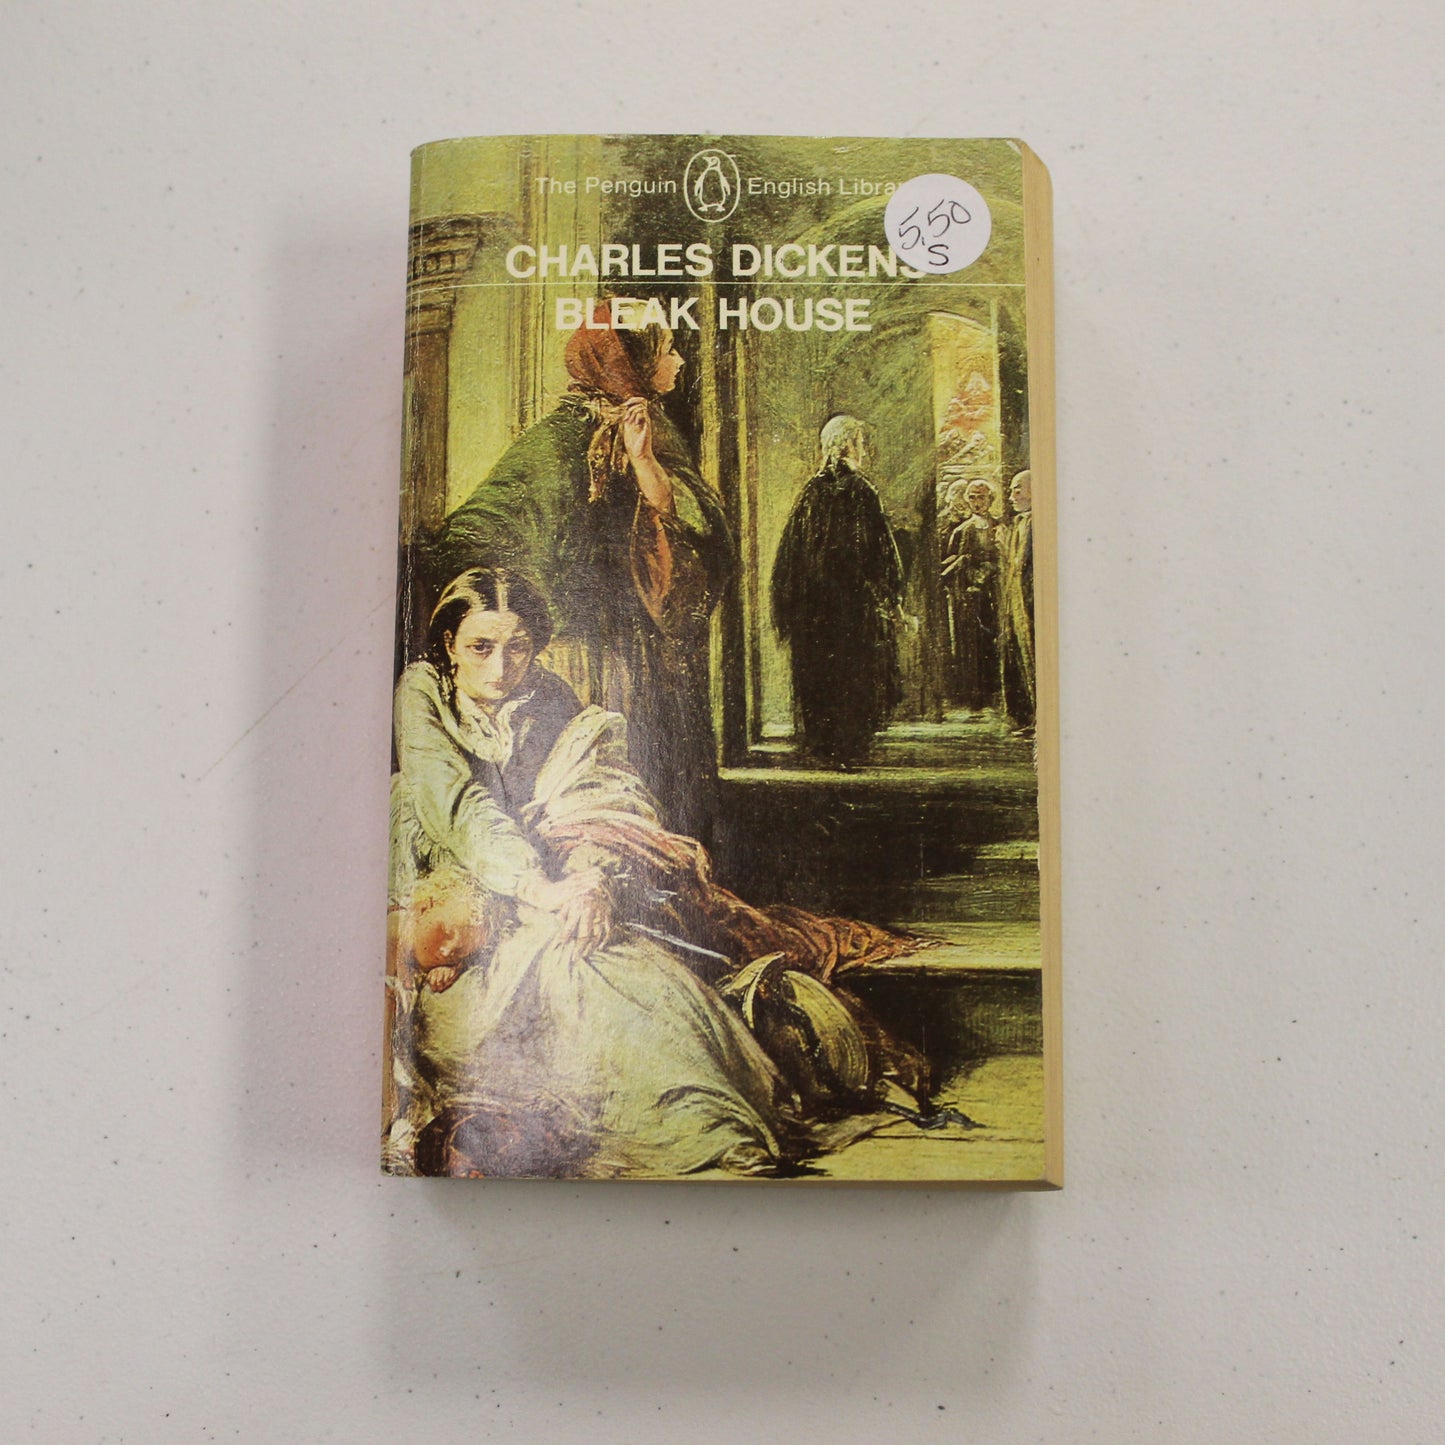 The Penguin English Librar
5.50
S
CHARLES DICKENS
BLEAK HOUSE